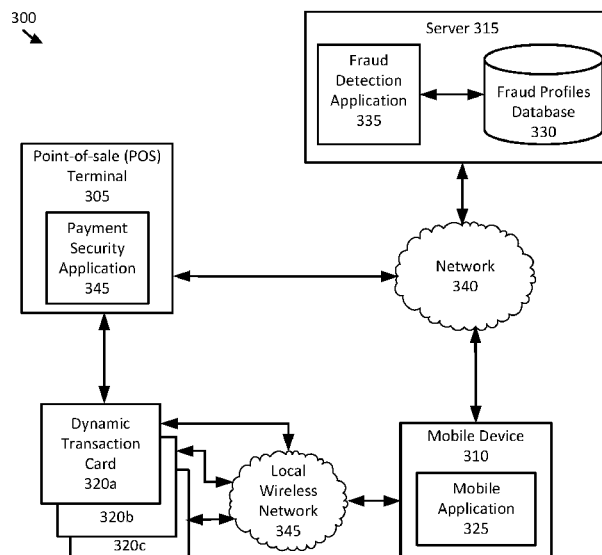 300
Server 315
Fraud
Detection
Application
335
Fraud Profiles
Database
330
Point-of-sale (POS)
Terminal
305
Payment
Security
Application
345
Network
340
Dynamic
Transaction
Card
320a
320b
320c
Local
Wireless
Network
345
Mobile Device
310
Mobile
Application
325